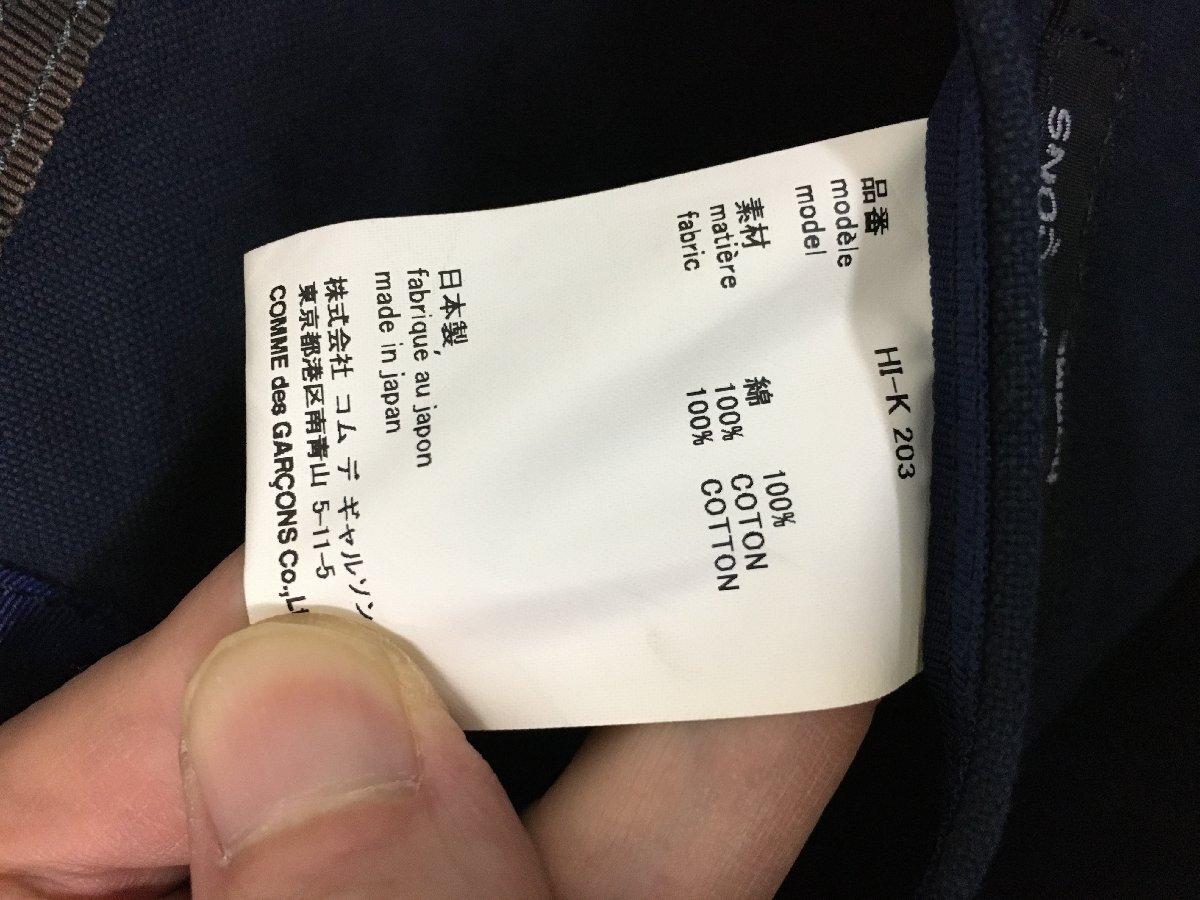 品番
modèle
model HI-K 203
素材
matière
fabric
綿 100%
100% COTON
100% COTTON
日本製,
fabrique au japon
made in japan
株式会社 コム デ ギャルソン
東京都港区南青山 5-11-5
COMME des GARÇONS Co.,Lt
ONS